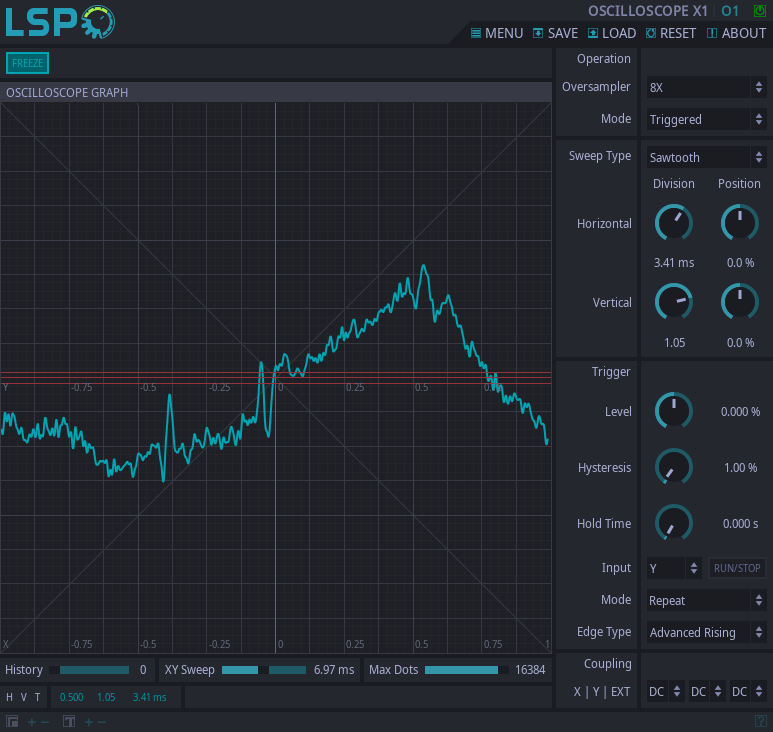 LSP
OSCILLOSCOPE X1 O1
MENU SAVE LOAD RESET ABOUT
FREEZE
OSCILLOSCOPE GRAPH
Y -0.75 -0.5 -0.25 0 0.25 0.5
X -0.75 -0.5 -0.25 0 0.25 0.5 0.75 1
History 0 XY Sweep 6.97 ms Max Dots 16384
H V T 0.500 1.05 3.41 ms
Operation
Oversampler 8X
Mode Triggered
Sweep Type Sawtooth
Division Position
Horizontal
3.41 ms 0.0 %
Vertical
1.05 0.0 %
Trigger
Level 0.000 %
Hysteresis 1.00 %
Hold Time 0.000 s
Input Y RUN/STOP
Mode Repeat
Edge Type Advanced Rising
Coupling
X | Y | EXT DC DC DC
T
?